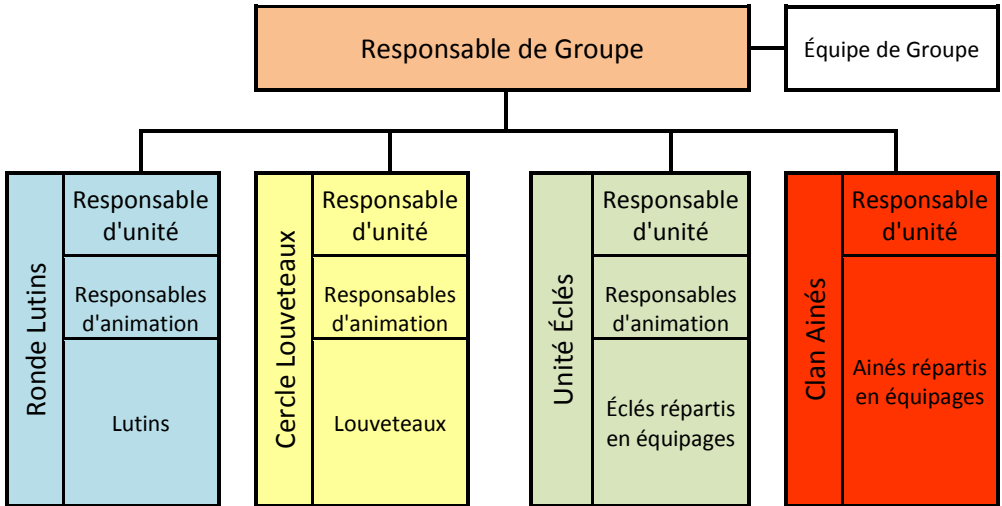 Responsable de Groupe
Équipe de Groupe
Ronde Lutins
Responsable
d'unité
Responsables
d'animation
Lutins
Cercle Louveteaux
Responsable
d'unité
Responsables
d'animation
Louveteaux
Unité Éclés
Responsable
d'unité
Responsables
d'animation
Éclés répartis
en équipages
Clan Ainés
Responsable
d'unité
Ainés répartis
en équipages